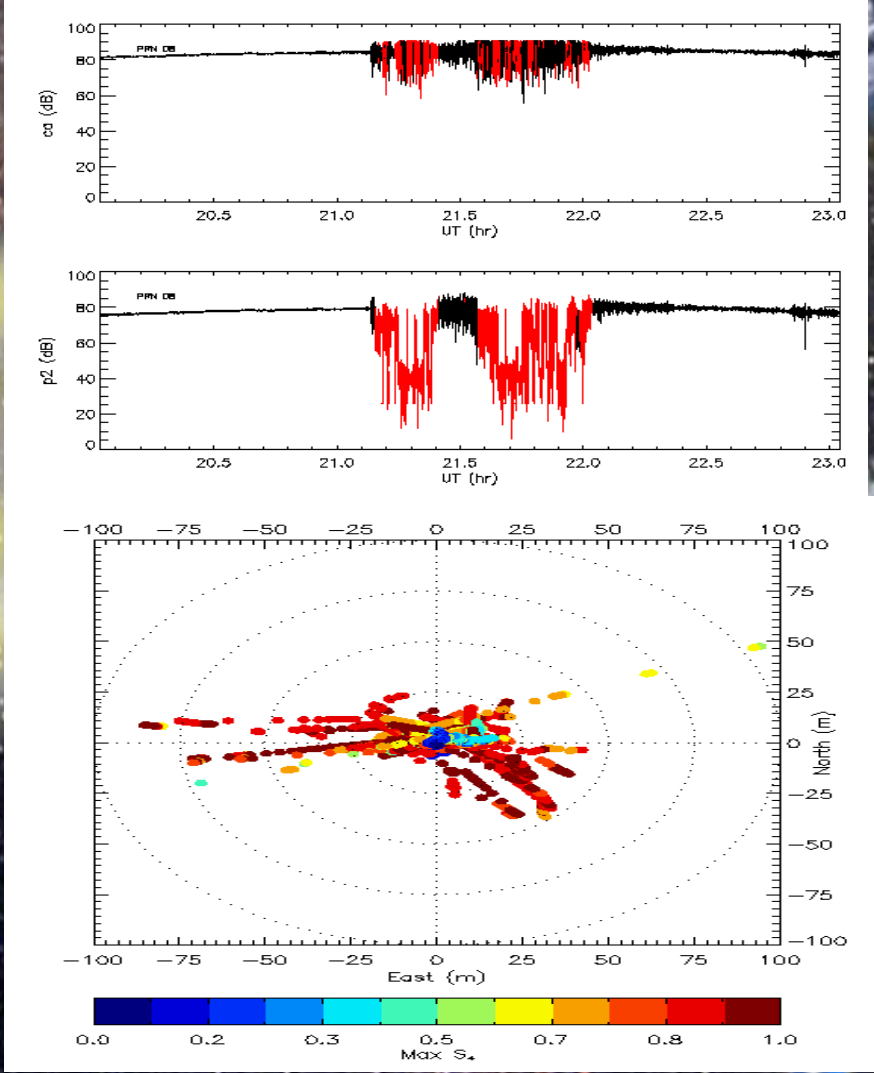 100
80
60
40
20
0
ca (dB)
PRN 08
20.5 21.0 21.5 22.0 22.5 23.0
UT (hr)
100
80
60
40
20
0
p2 (dB)
PRN 08
20.5 21.0 21.5 22.0 22.5 23.0
UT (hr)
−100 −75 −50 −25 0 25 50 75 100
100
75
50
25
0
−25
−50
−75
−100
North (m)
−100 −75 −50 −25 0 25 50 75 100
East (m)
0.0 0.2 0.3 0.5 0.7 0.8 1.0
Max S₄